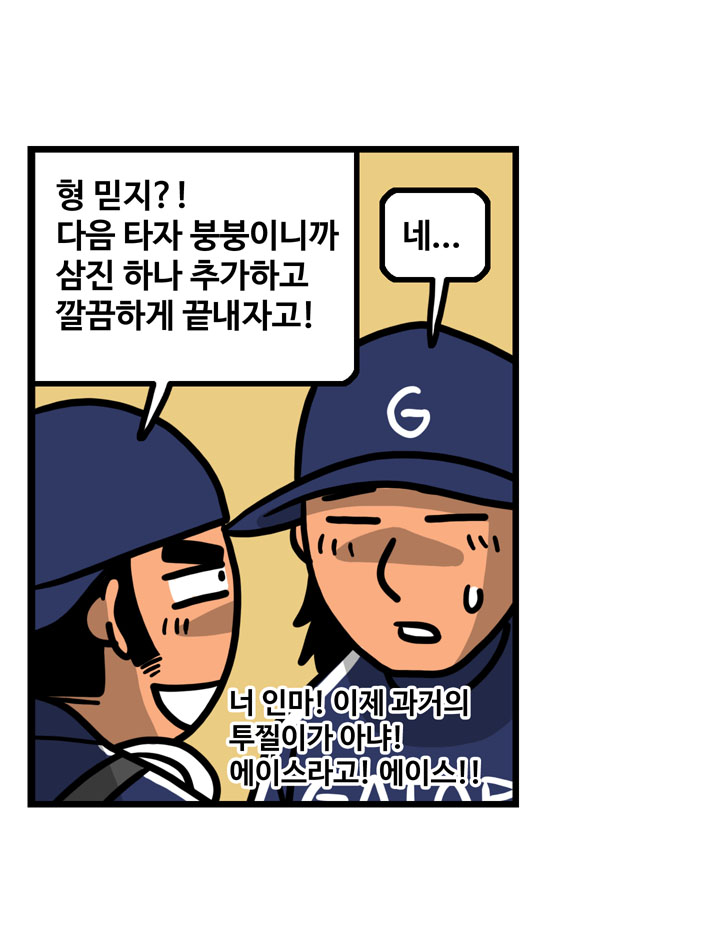 형 믿지?!
다음 타자 붕붕이니까
삼진 하나 추가하고
깔끔하게 끝내자고!
네...
G
너 인마! 이제 과거의
투찔이가 아냐!
에이스라고! 에이스!!